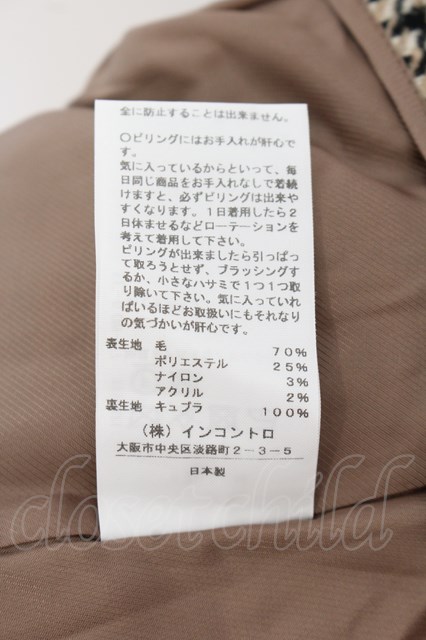 全に防止することは出来ません。
〇ピリングにはお手入れが肝心で
す。
気に入っているからといって、毎
日同じ商品をお手入れなしで着続
けますと、必ずピリングは出来や
すくなります。1日着用したら2
日休ませるなどローテーションを
考えて着用して下さい。
ピリングが出来ましたら引っぱっ
て取ろうとせず、ブラッシングす
るか、小さなハサミで1つ1つ取
り除いて下さい。気に入っていれ
ばいるほどお取扱いにもそれなり
の気づかいが肝心です。
表生地 毛 70%
ポリエステル 25%
ナイロン 3%
アクリル 2%
裏生地 キュプラ 100%
(株)インコントロ
大阪市中央区淡路町2-3-5
日本製
closet child